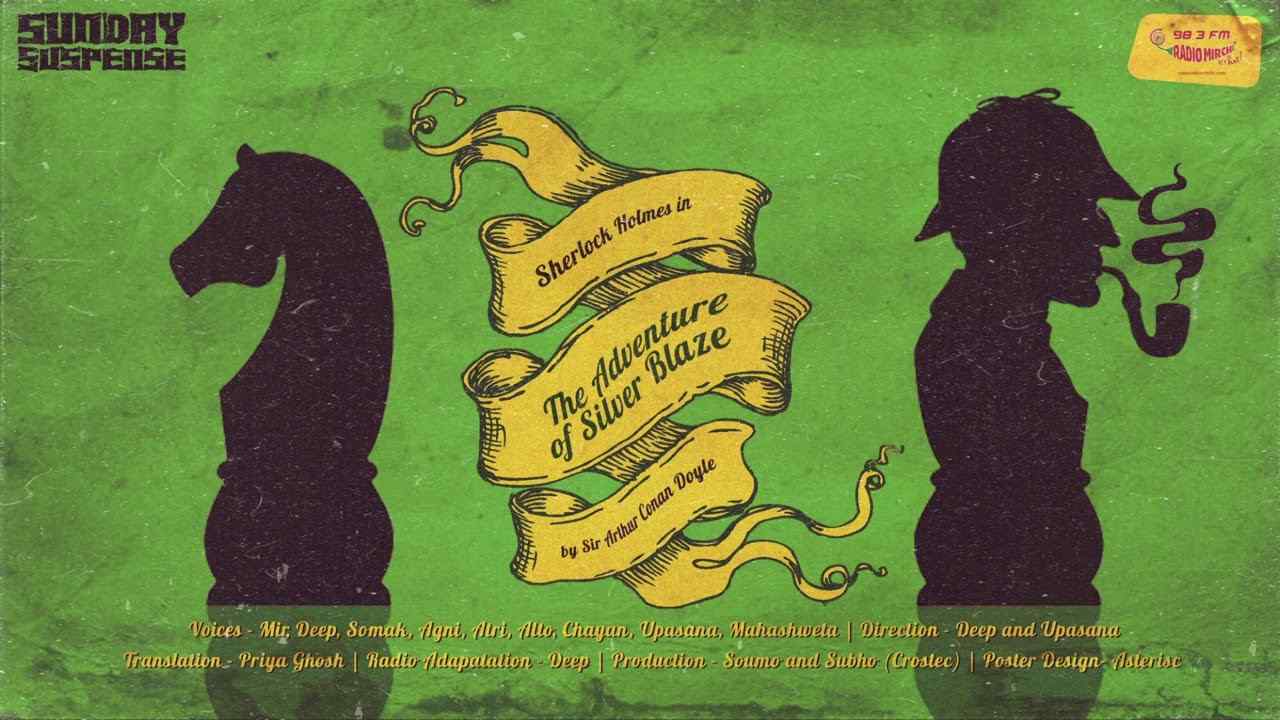 SUNDAY
SUSPENSE
98.3 FM
RADIO MIRCHI
Sherlock Holmes in
The Adventure
of Silver Blaze
by Sir Arthur Conan Doyle
Voices - Mir, Deep, Somak, Agni, Atri, Alto, Chayan, Upasana, Mahashweta | Direction - Deep and Upasana
Translation - Priya Ghosh | Radio Adapatation - Deep | Production - Soumo and Subho (Crostec) | Poster Design- Asterisc